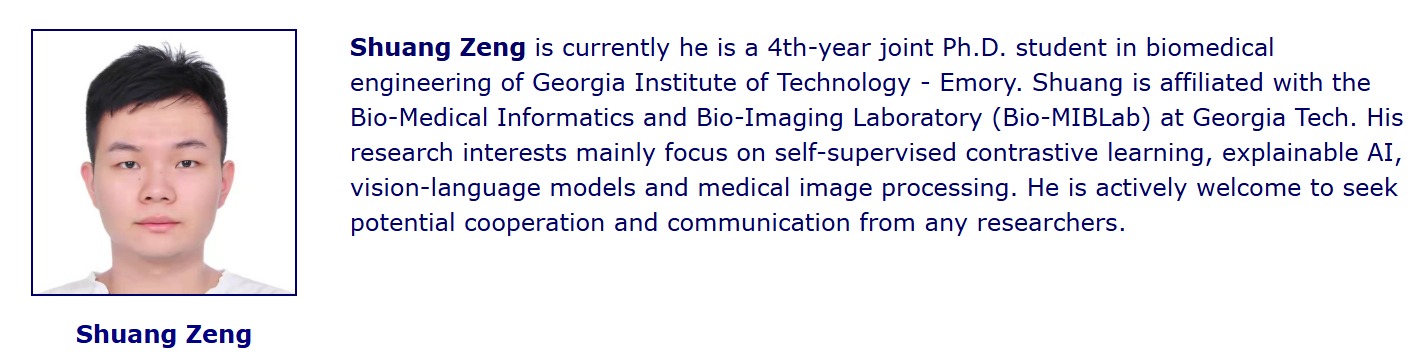 Shuang Zeng is currently he is a 4th-year joint Ph.D. student in biomedical
engineering of Georgia Institute of Technology - Emory. Shuang is affiliated with the
Bio-Medical Informatics and Bio-Imaging Laboratory (Bio-MIBLab) at Georgia Tech. His
research interests mainly focus on self-supervised contrastive learning, explainable AI,
vision-language models and medical image processing. He is actively welcome to seek
potential cooperation and communication from any researchers.
Shuang Zeng